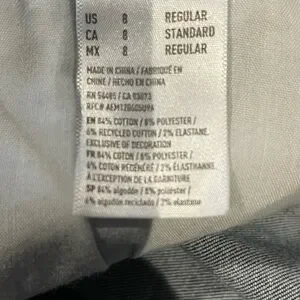 US 8 REGULAR
CA 8 STANDARD
MX 8 REGULAR
MADE IN CHINA / FABRIQUÉ EN
CHINE / HECHO EN CHINA
RN 54485 / CA 03073
RFC#
EN 84% COTTON / 8% POLYESTER /
6% RECYCLED COTTON / 2% ELASTANE.
EXCLUSIVE OF DECORATION
FR 84% COTON / 8% POLYESTER /
6% COTON REGÉNÉRÉ / 2% ÉLASTHANNE.
À L'EXCEPTION DE LA GARNITURE
SP 84% algodón / 8% poliéster /
6% algodón reciclado / 2% elastano